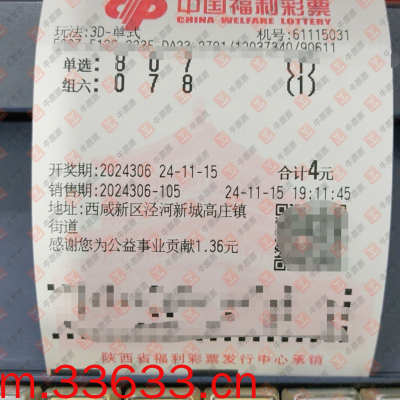 中国福利彩票
CHINA WELFARE LOTTERY
玩法:3D-单式 机号:61115031
单选: 8 0 7 (1)
组六: 0 7 8 (1)
开奖期:2024306 24-11-15 合计4元
销售期:2024306-105 24-11-15 19:11:45
地址:西咸新区泾河新城高庄镇
街道
感谢您为公益事业贡献1.36元
陕西省福利彩票发行中心承销
m.33633.cn